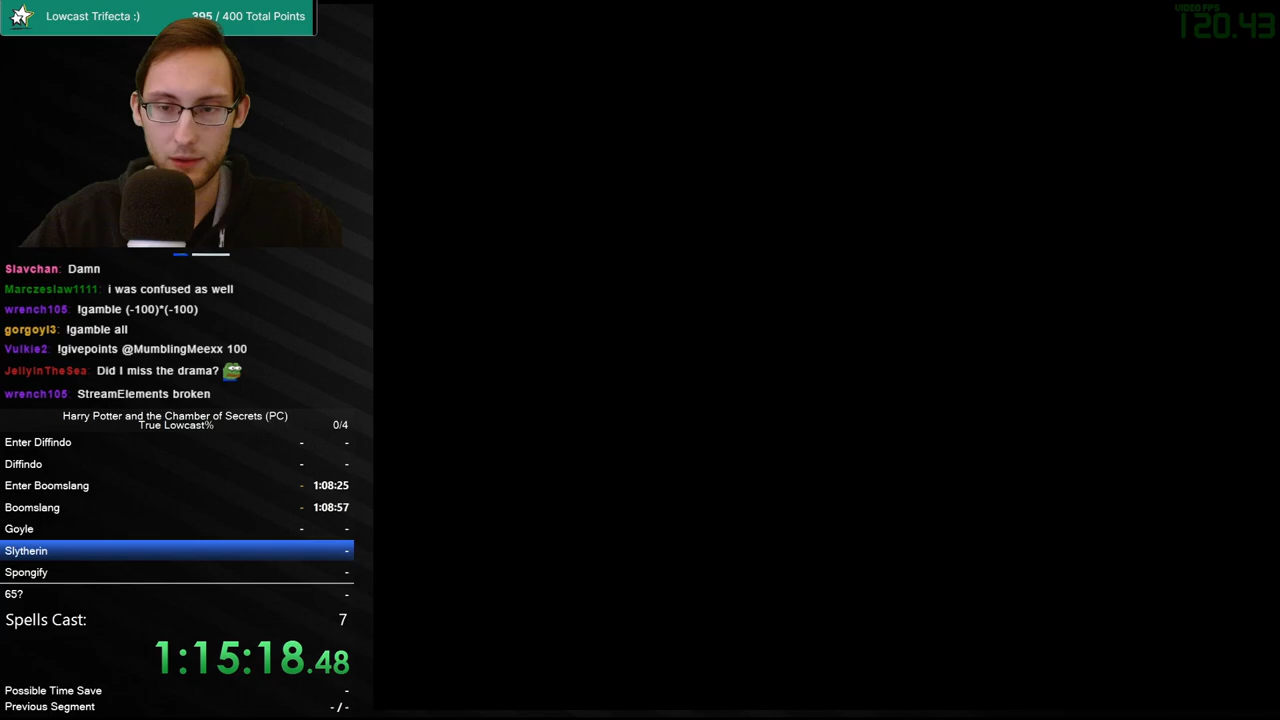 Lowcast Trifecta :) 395 / 400 Total Points
VIDEO FPS
120.43
Slavchan: Damn
Marczeslaw1111: i was confused as well
wrench105: !gamble (-100)*(-100)
gorgoyl3: !gamble all
Vulkie2: !givepoints @MumblingMeexx 100
JellyInTheSea: Did I miss the drama?
wrench105: StreamElements broken
Harry Potter and the Chamber of Secrets (PC)
True Lowcast% 0/4
Enter Diffindo - -
Diffindo - -
Enter Boomslang - 1:08:25
Boomslang - 1:08:57
Goyle - -
Slytherin -
Spongify -
65? -
Spells Cast: 7
1:15:18.48
Possible Time Save -
Previous Segment - / -